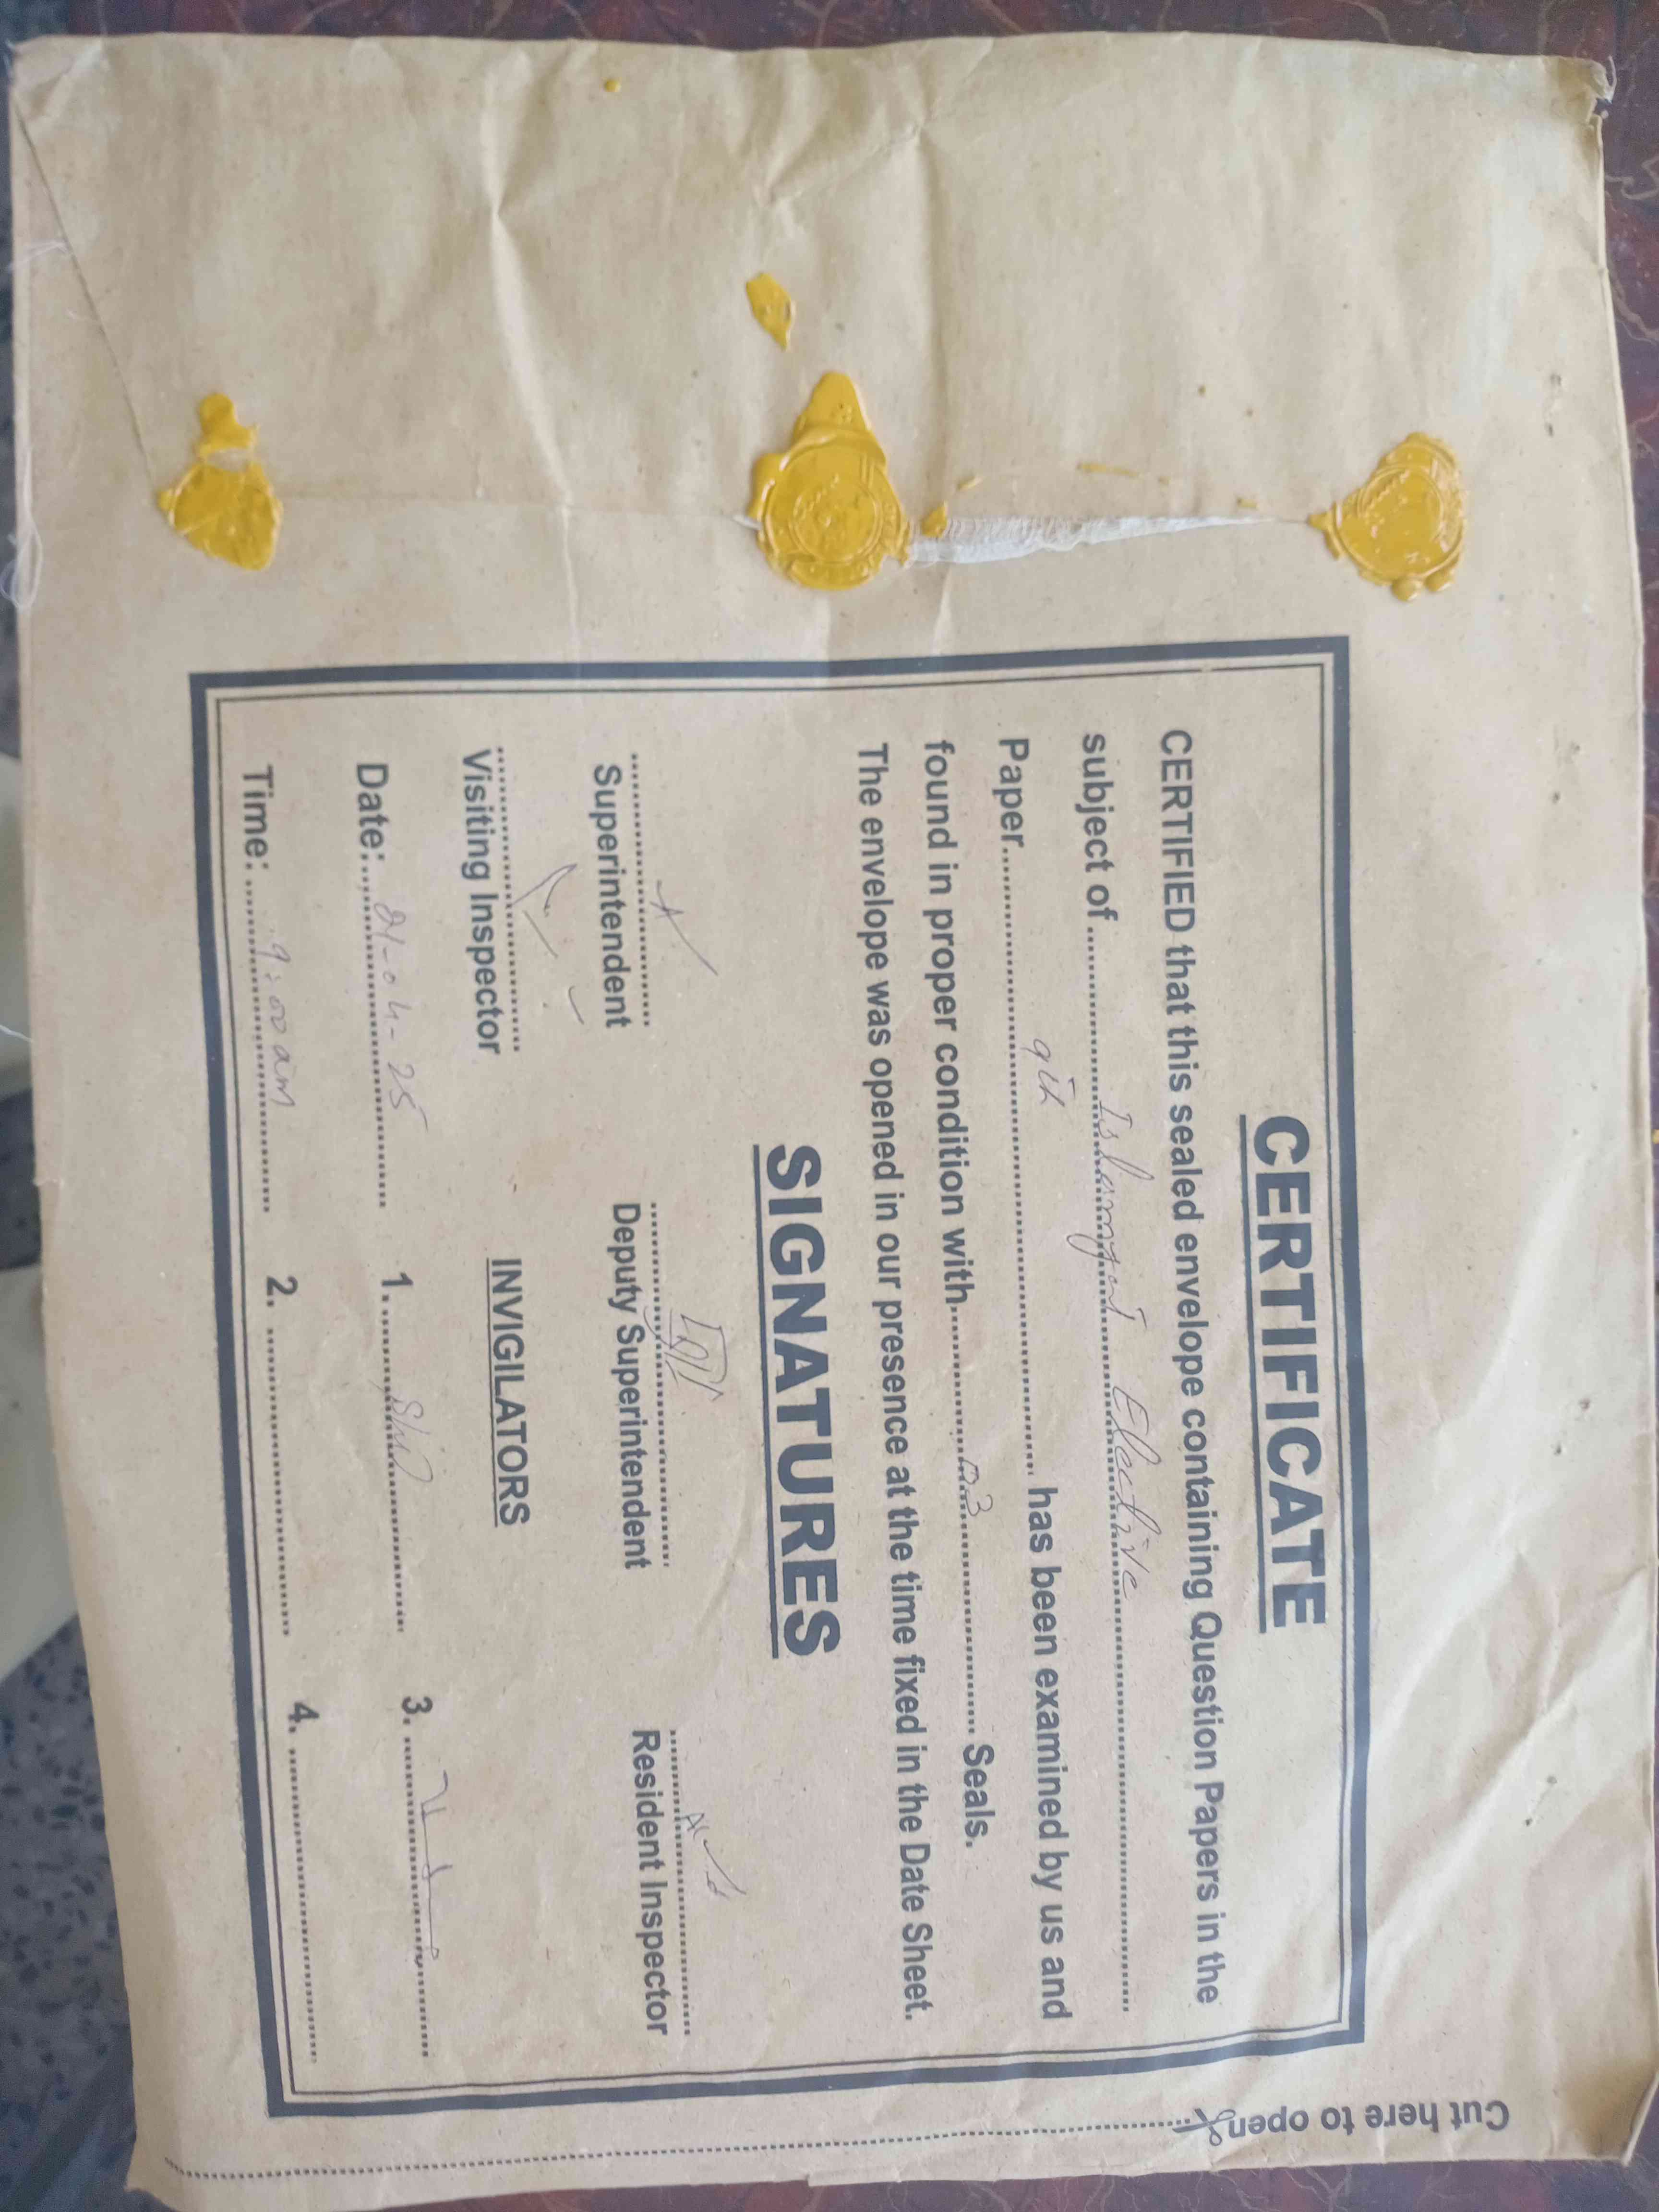 CERTIFICATE
CERTIFIED that this sealed envelope containing Question Papers in the
subject of .......... Islamyat Elective ..........
Paper .......... 9th .......... has been examined by us and
found in proper condition with .......... 03 .......... Seals.
The envelope was opened in our presence at the time fixed in the Date Sheet.
SIGNATURES
Superintendent Deputy Superintendent Resident Inspector
Visiting Inspector INVIGILATORS
Date: 21-04-25 1. .......... 3. ..........
Time: 9:00 am 2. .......... 4. ..........
Cut here to open